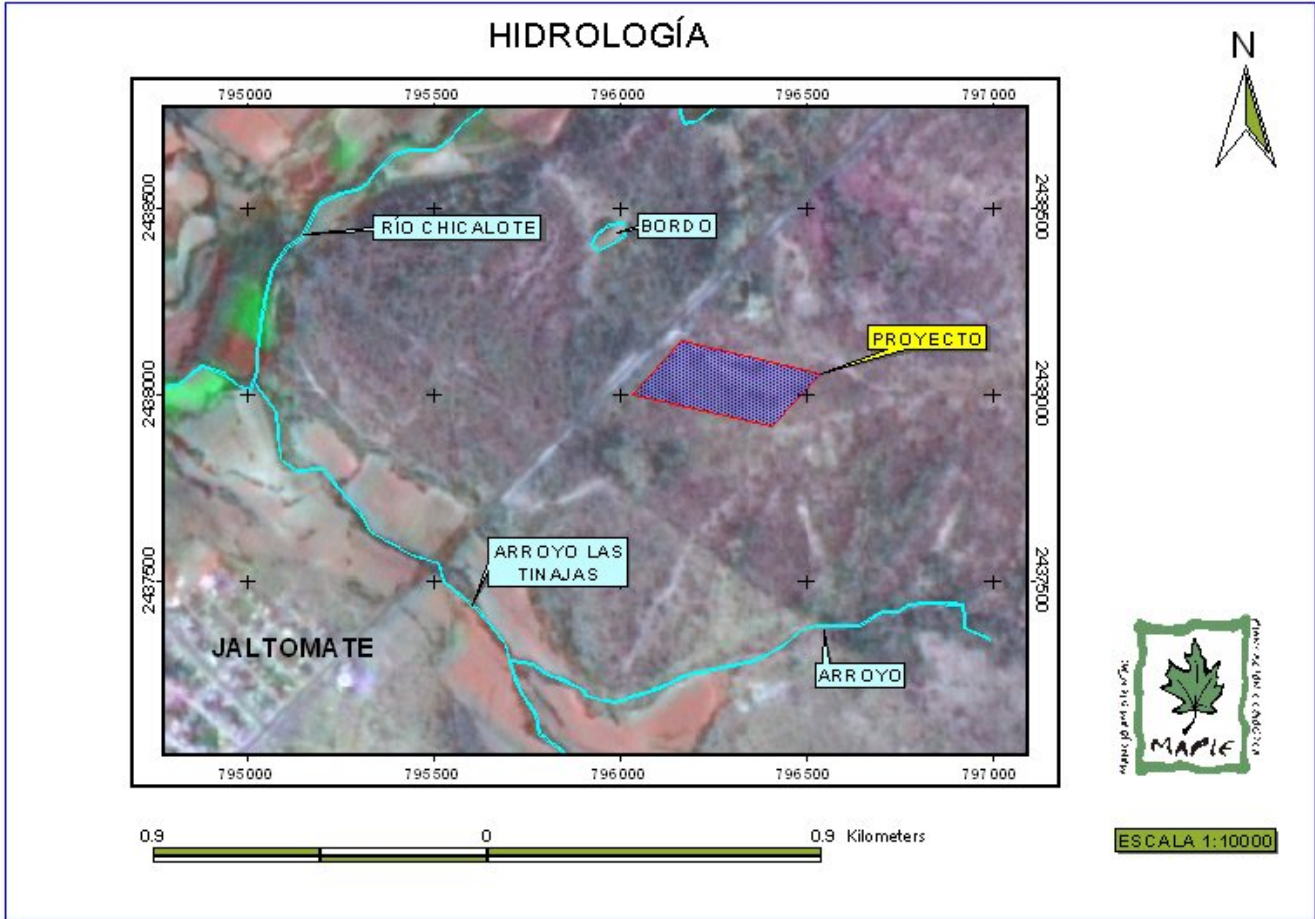 HIDROLOGÍA
N
795000 795500 796000 796500 797000
2438500
2438500
RÍO CHICALOTE
BORDO
PROYECTO
2438000
2438000
ARROYO LAS
TINAJAS
2437500
2437500
JALTOMATE
ARROYO
795000 795500 796000 796500 797000
MAPLE
0.9 0 0.9 Kilometers
ESCALA 1:10000